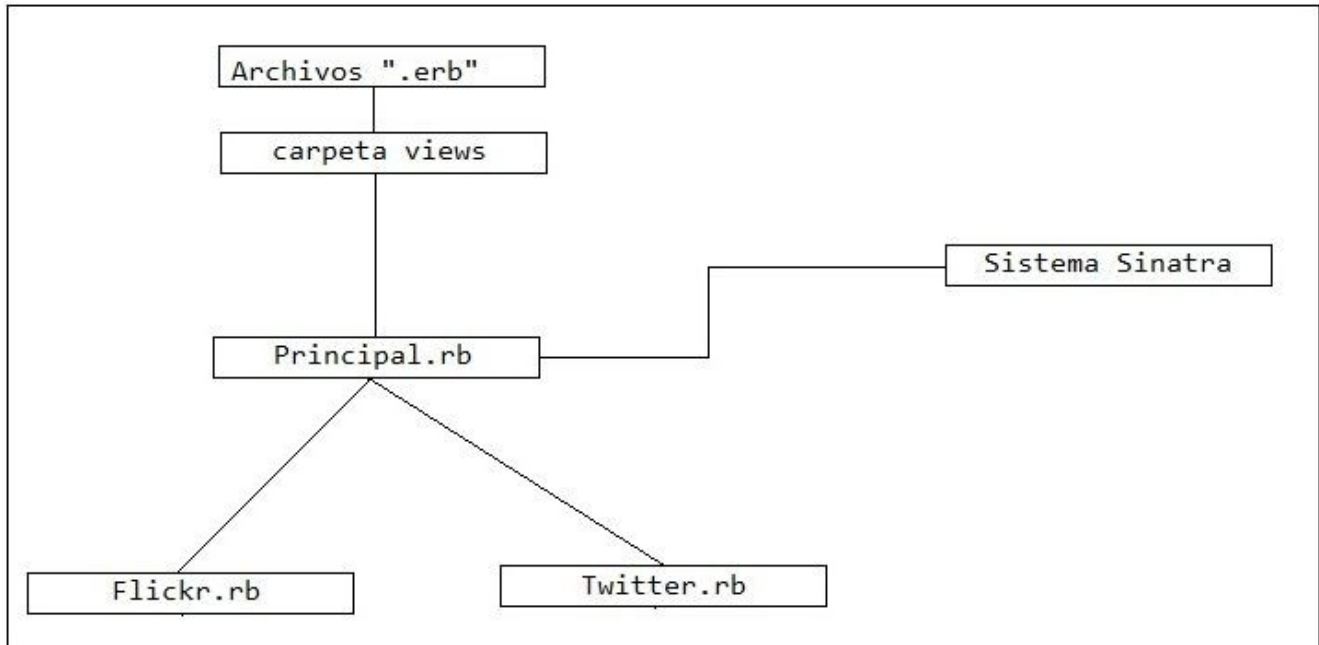 Archivos ".erb"
carpeta views
Sistema Sinatra
Principal.rb
Flickr.rb
Twitter.rb